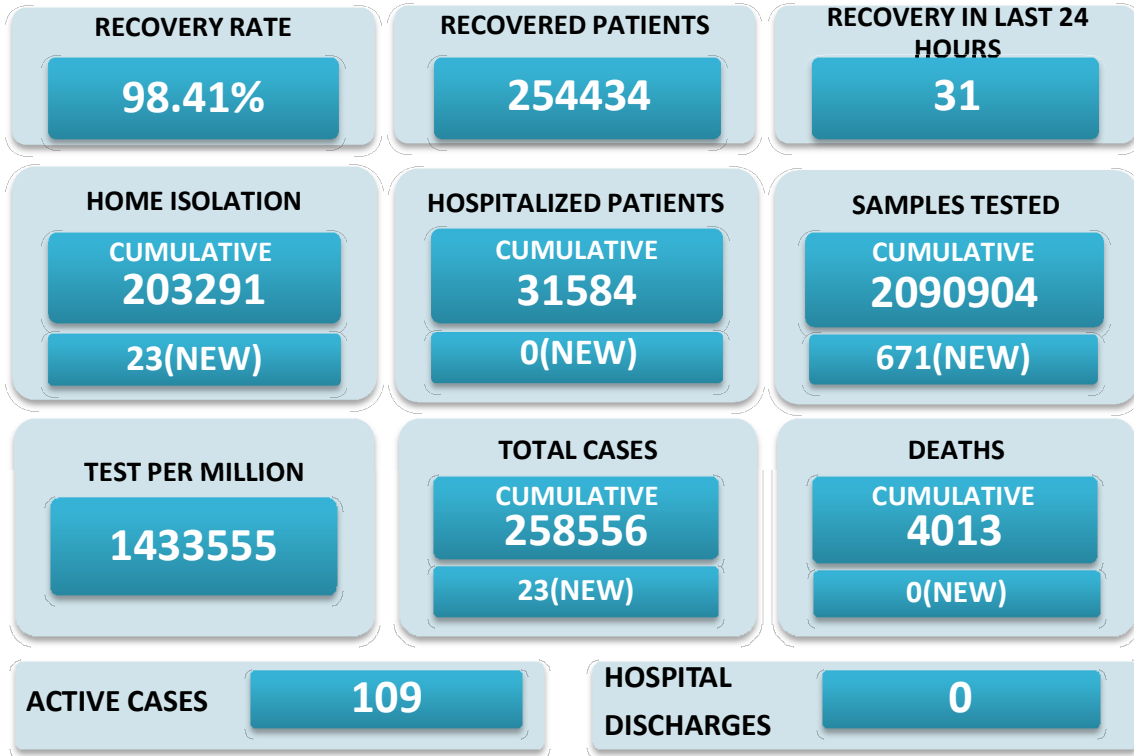 RECOVERY RATE
98.41%
RECOVERED PATIENTS
254434
RECOVERY IN LAST 24
HOURS
31
HOME ISOLATION
CUMULATIVE
203291
23(NEW)
HOSPITALIZED PATIENTS
CUMULATIVE
31584
0(NEW)
SAMPLES TESTED
CUMULATIVE
2090904
671(NEW)
TEST PER MILLION
1433555
TOTAL CASES
CUMULATIVE
258556
23(NEW)
DEATHS
CUMULATIVE
4013
0(NEW)
ACTIVE CASES
109
HOSPITAL
DISCHARGES
0